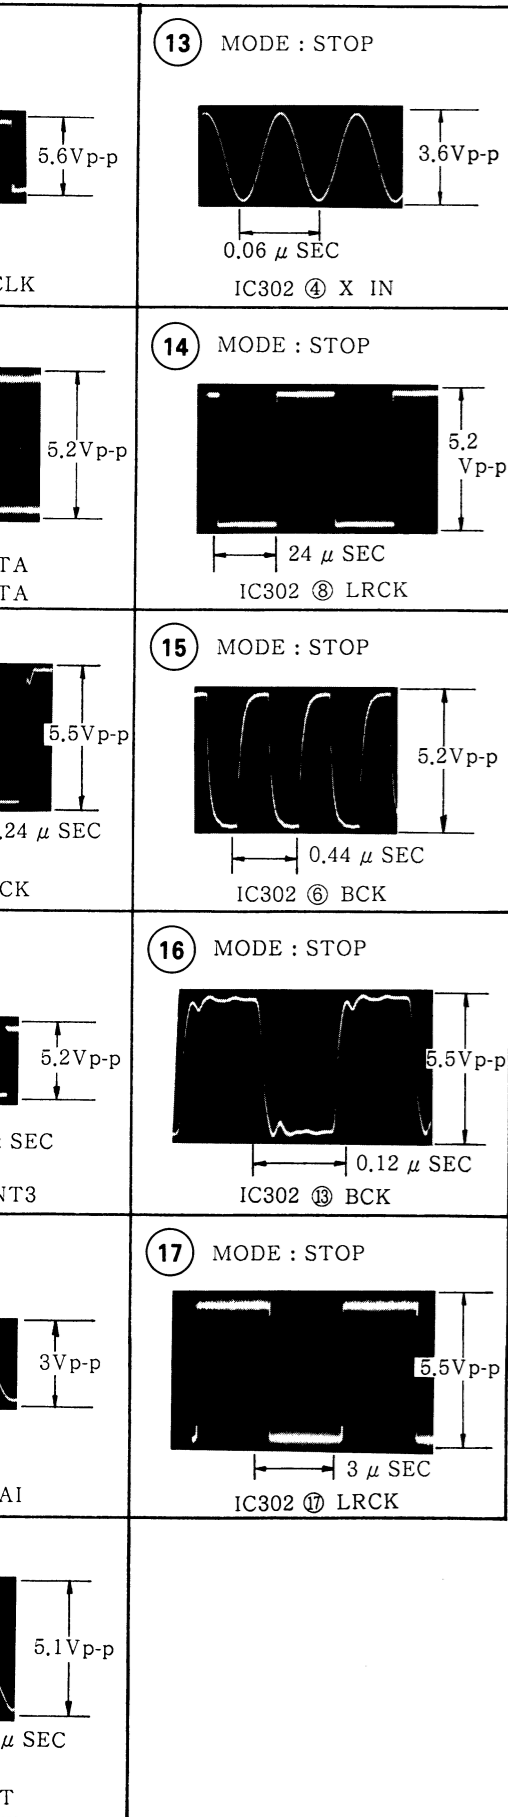 5.6Vp-p
CLK
5.2Vp-p
TA
TA
5.5Vp-p
.24 μ SEC
CK
5.2Vp-p
SEC
NT3
3Vp-p
AI
5.1Vp-p
μ SEC
T
13 MODE : STOP
3.6Vp-p
0.06 μ SEC
IC302 ④ X IN
14 MODE : STOP
5.2
Vp-p
24 μ SEC
IC302 ⑧ LRCK
15 MODE : STOP
5.2Vp-p
0.44 μ SEC
IC302 ⑥ BCK
16 MODE : STOP
5.5Vp-p
0.12 μ SEC
IC302 ⑬ BCK
17 MODE : STOP
5.5Vp-p
3 μ SEC
IC302 ⑰ LRCK